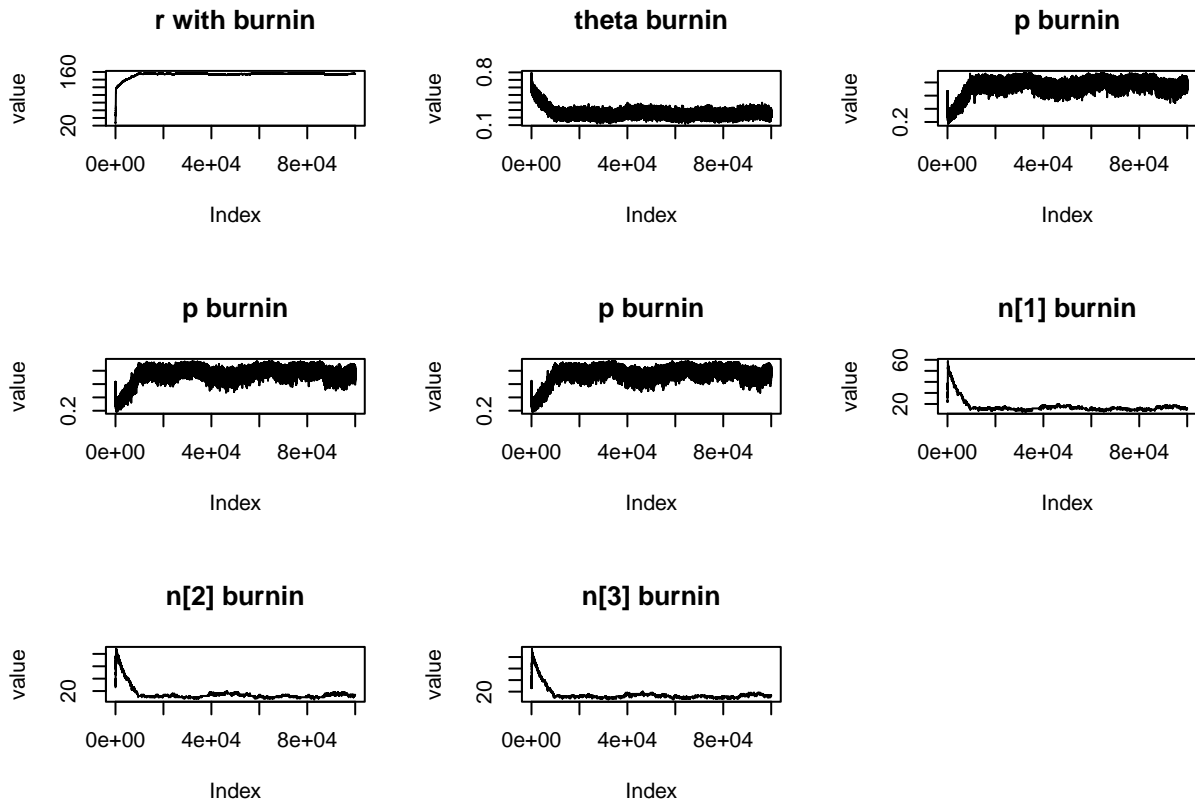 r with burnin
value
160
20
0e+00 4e+04 8e+04
Index
theta burnin
value
0.8
0.1
0e+00 4e+04 8e+04
Index
p burnin
value
0.2
0e+00 4e+04 8e+04
Index
p burnin
value
0.2
0e+00 4e+04 8e+04
Index
p burnin
value
0.2
0e+00 4e+04 8e+04
Index
n[1] burnin
value
60
20
0e+00 4e+04 8e+04
Index
n[2] burnin
value
20
0e+00 4e+04 8e+04
Index
n[3] burnin
value
20
0e+00 4e+04 8e+04
Index